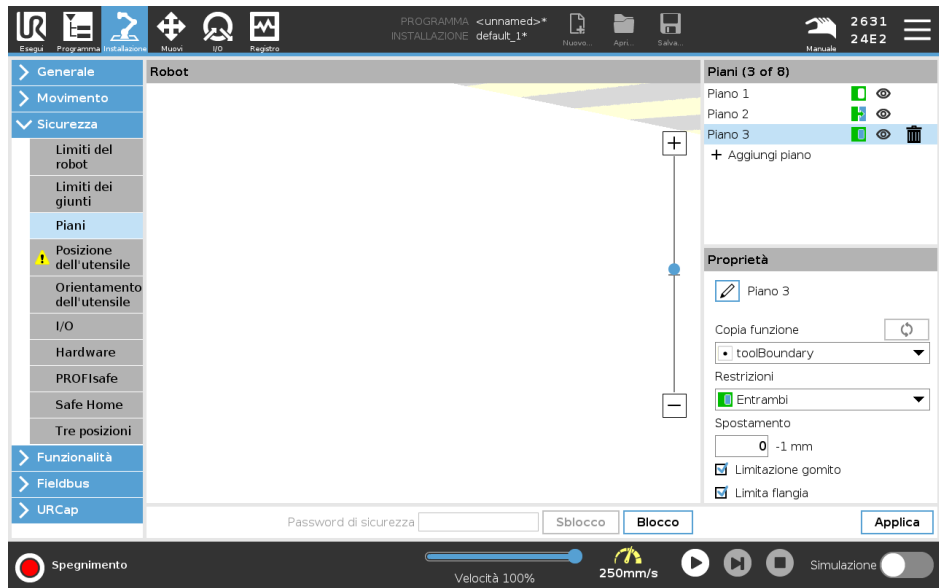 PROGRAMMA <unnamed>*
INSTALLAZIONE default_1*
Esegui
Programma
Installazione
Muovi
I/O
Registro
Nuovo...
Apri...
Salva...
Manuale
2631
24E2
Generale
Movimento
Sicurezza
Limiti del
robot
Limiti dei
giunti
Piani
Posizione
dell'utensile
Orientamento
dell'utensile
I/O
Hardware
PROFIsafe
Safe Home
Tre posizioni
Funzionalità
Fieldbus
URCap
Robot
Piani (3 of 8)
Piano 1
Piano 2
Piano 3
+ Aggiungi piano
Proprietà
Piano 3
Copia funzione
toolBoundary
Restrizioni
Entrambi
Spostamento
0 -1 mm
Limitazione gomito
Limita flangia
Password di sicurezza
Sblocco
Blocco
Applica
Spegnimento
Velocità 100%
250mm/s
Simulazione